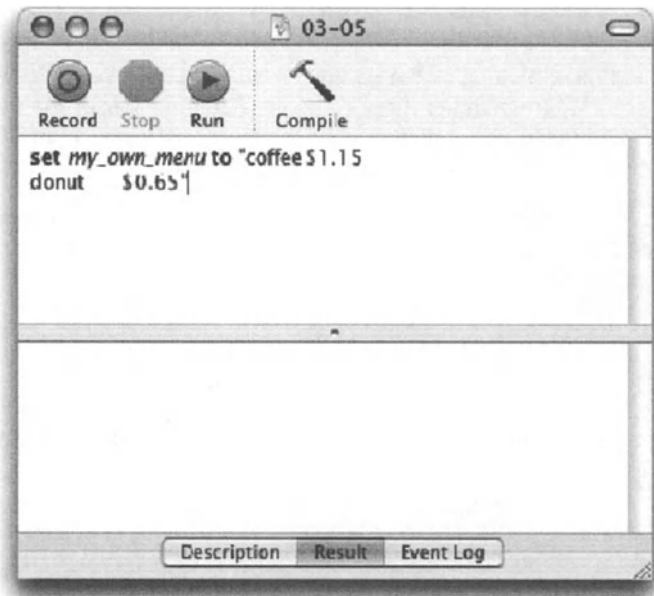 03-05
Record Stop Run Compile
set my_own_menu to "coffee $1.15
donut $0.65"
Description Result Event Log